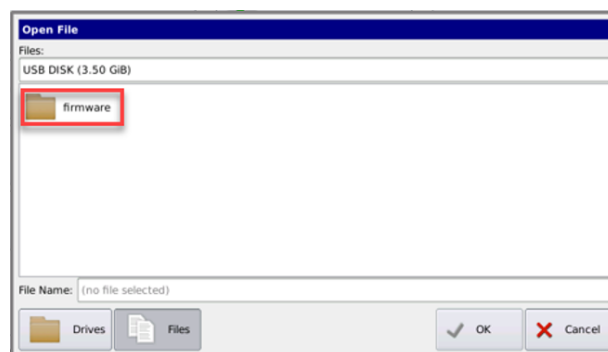 Open File
Files:
USB DISK (3.50 GiB)
firmware
File Name: (no file selected)
Drives Files OK Cancel